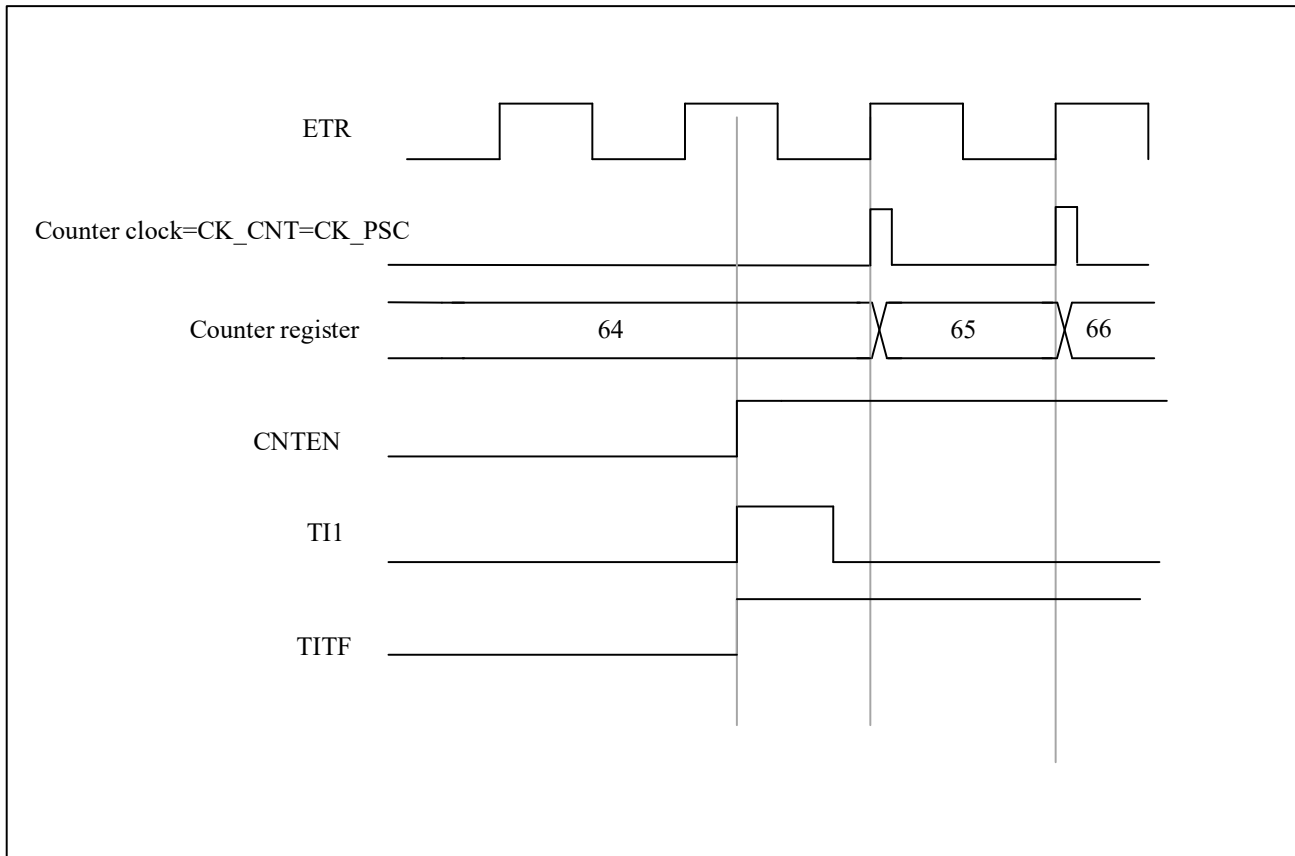 ETR
Counter clock=CK_CNT=CK_PSC
Counter register
64
65
66
CNTEN
TI1
TITF